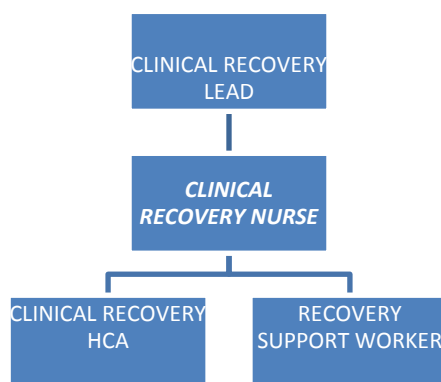 CLINICAL RECOVERY
LEAD
CLINICAL
RECOVERY NURSE
CLINICAL RECOVERY
HCA
RECOVERY
SUPPORT WORKER